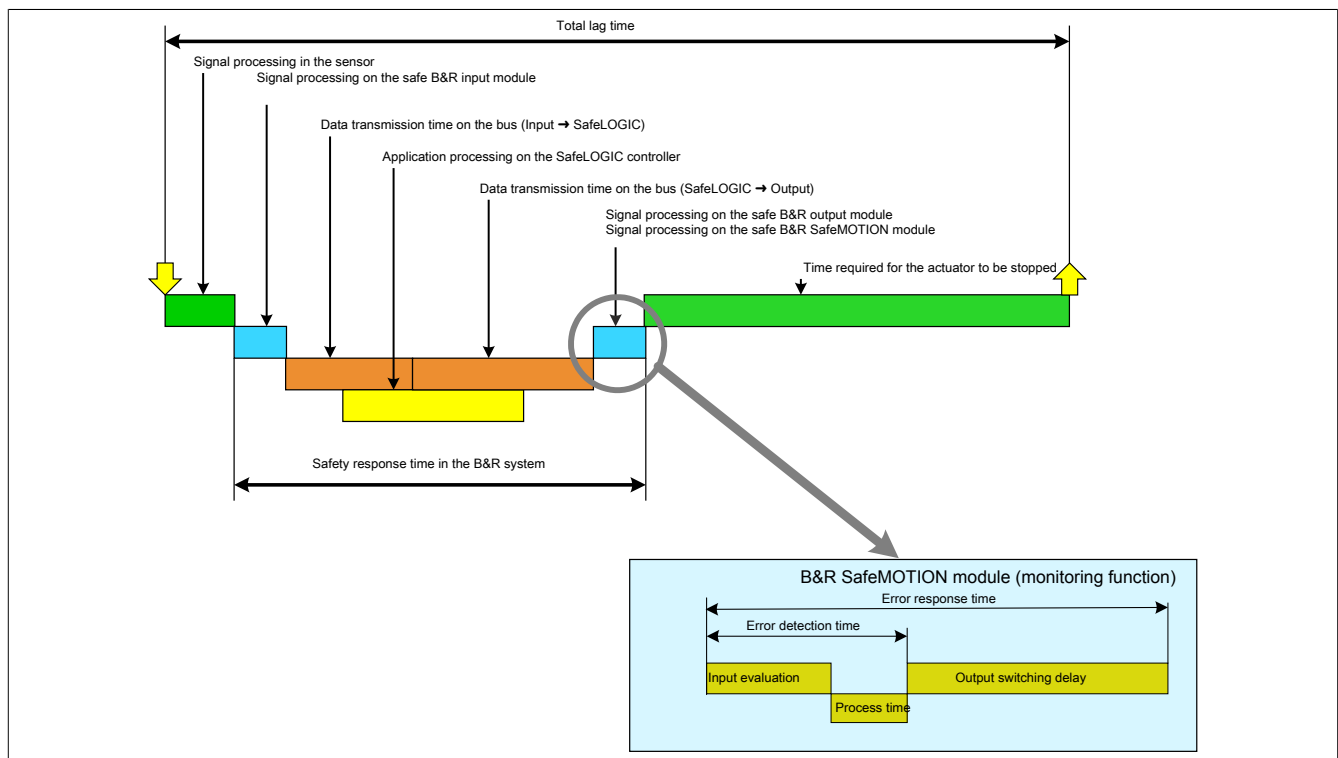 Total lag time
Signal processing in the sensor
Signal processing on the safe B&R input module
Data transmission time on the bus (Input → SafeLOGIC)
Application processing on the SafeLOGIC controller
Data transmission time on the bus (SafeLOGIC → Output)
Signal processing on the safe B&R output module
Signal processing on the safe B&R SafeMOTION module
Time required for the actuator to be stopped
Safety response time in the B&R system
B&R SafeMOTION module (monitoring function)
Error response time
Error detection time
Input evaluation
Output switching delay
Process time